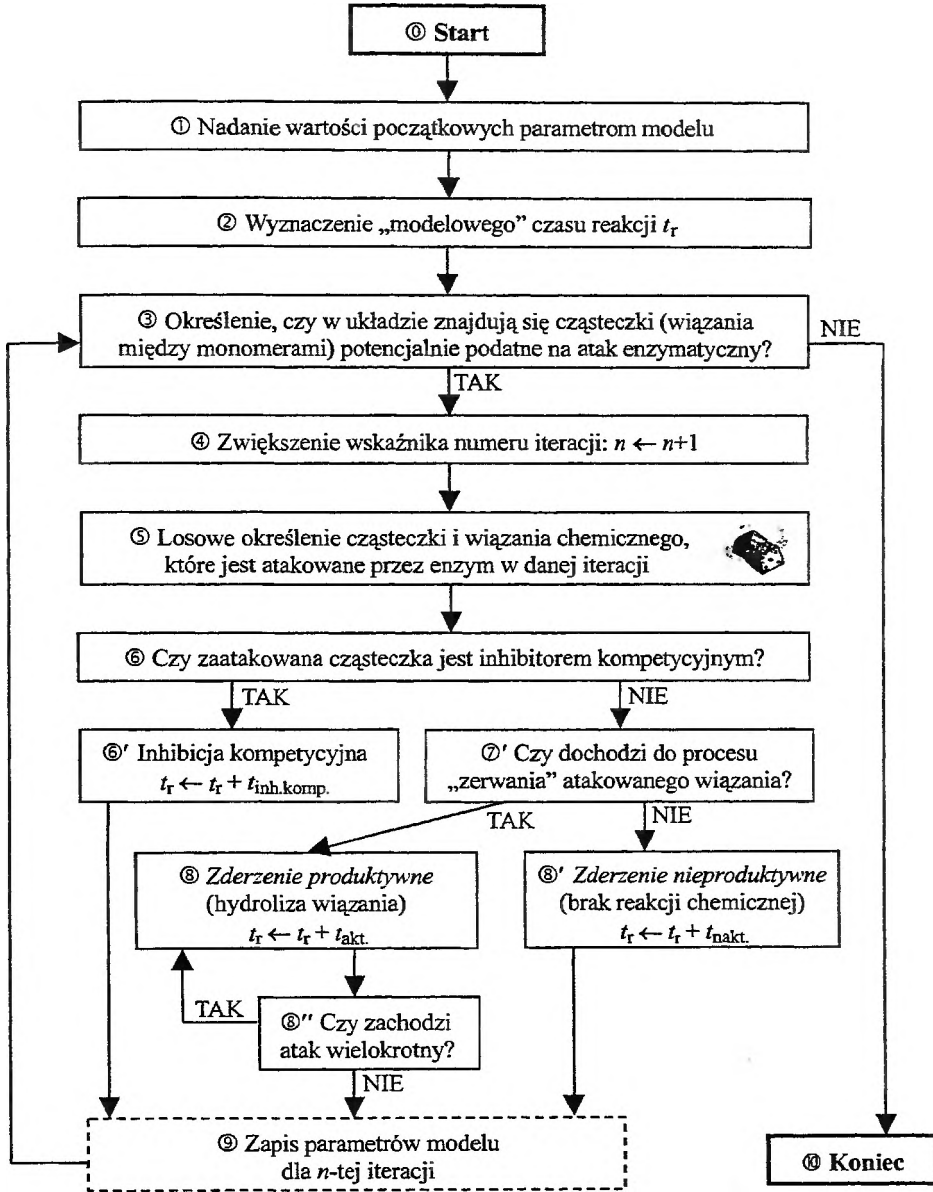 ⓪ Start
① Nadanie wartości początkowych parametrom modelu
② Wyznaczenie „modelowego” czasu reakcji tr
③ Określenie, czy w układzie znajdują się cząsteczki (wiązania
między monomerami) potencjalnie podatne na atak enzymatyczny?
NIE
TAK
④ Zwiększenie wskaźnika numeru iteracji: n ← n+1
⑤ Losowe określenie cząsteczki i wiązania chemicznego,
które jest atakowane przez enzym w danej iteracji
⑥ Czy zaatakowana cząsteczka jest inhibitorem kompetycyjnym?
TAK
NIE
⑥′ Inhibicja kompetycyjna
tr ← tr + tinh.komp.
⑦′ Czy dochodzi do procesu
„zerwania” atakowanego wiązania?
TAK
NIE
⑧ Zderzenie produktywne
(hydroliza wiązania)
tr ← tr + takt.
⑧′ Zderzenie nieproduktywne
(brak reakcji chemicznej)
tr ← tr + tnakt.
TAK
⑧″ Czy zachodzi
atak wielokrotny?
NIE
⑨ Zapis parametrów modelu
dla n-tej iteracji
⑩ Koniec